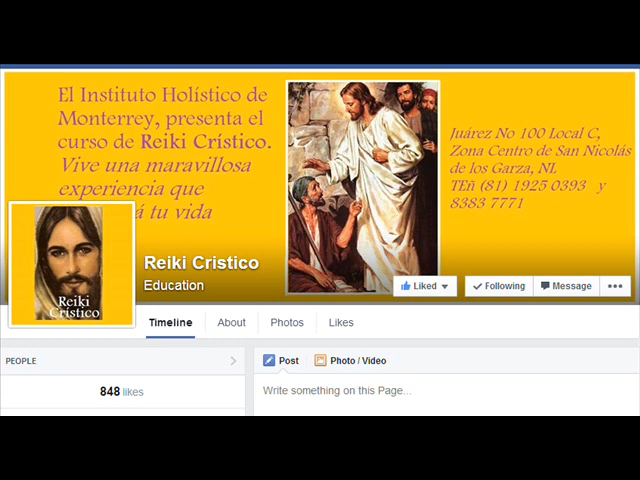 El Instituto Holístico de
Monterrey, presenta el
curso de Reiki Crístico.
Vive una maravillosa
experiencia que
á tu vida
Juárez No 100 Local C,
Zona Centro de San Nicolás
de los Garza, NL
TEñ (81) 1925 0393 y
8383 7771
Reiki
Crístico
Reiki Cristico
Education
Liked
Following
Message
Timeline
About
Photos
Likes
PEOPLE
848 likes
Post
Photo / Video
Write something on this Page...